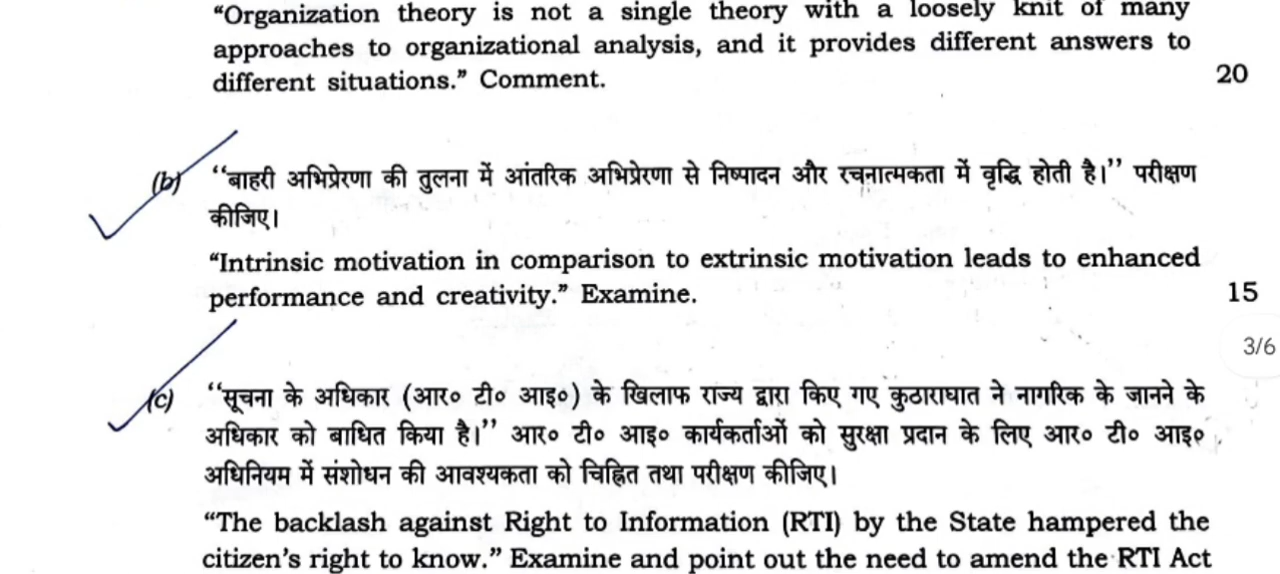 “Organization theory is not a single theory with a loosely knit of many
approaches to organizational analysis, and it provides different answers to
different situations.” Comment.
20
(b) ‘‘बाहरी अभिप्रेरणा की तुलना में आंतरिक अभिप्रेरणा से निष्पादन और रचनात्मकता में वृद्धि होती है।’’ परीक्षण
कीजिए।
“Intrinsic motivation in comparison to extrinsic motivation leads to enhanced
performance and creativity.” Examine.
15
3/6
(c) ‘‘सूचना के अधिकार (आर० टी० आइ०) के खिलाफ राज्य द्वारा किए गए कुठाराघात ने नागरिक के जानने के
अधिकार को बाधित किया है।’’ आर० टी० आइ० कार्यकर्ताओं को सुरक्षा प्रदान के लिए आर० टी० आइ०
अधिनियम में संशोधन की आवश्यकता को चिह्नित तथा परीक्षण कीजिए।
“The backlash against Right to Information (RTI) by the State hampered the
citizen’s right to know.” Examine and point out the need to amend the RTI Act